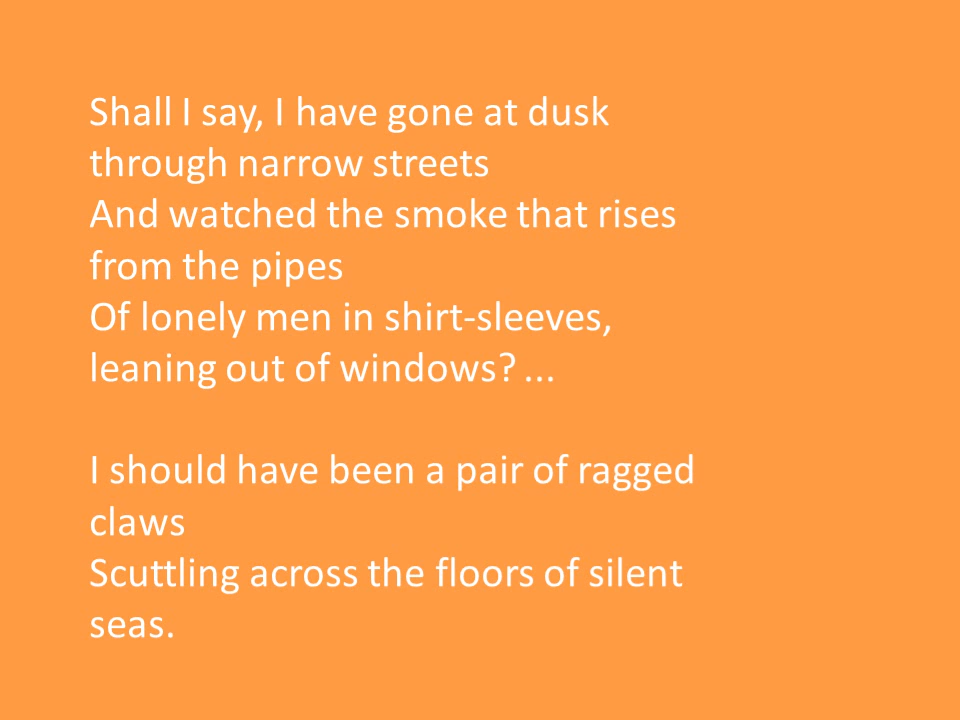 Shall I say, I have gone at dusk
through narrow streets
And watched the smoke that rises
from the pipes
Of lonely men in shirt-sleeves,
leaning out of windows? ...
I should have been a pair of ragged
claws
Scuttling across the floors of silent
seas.